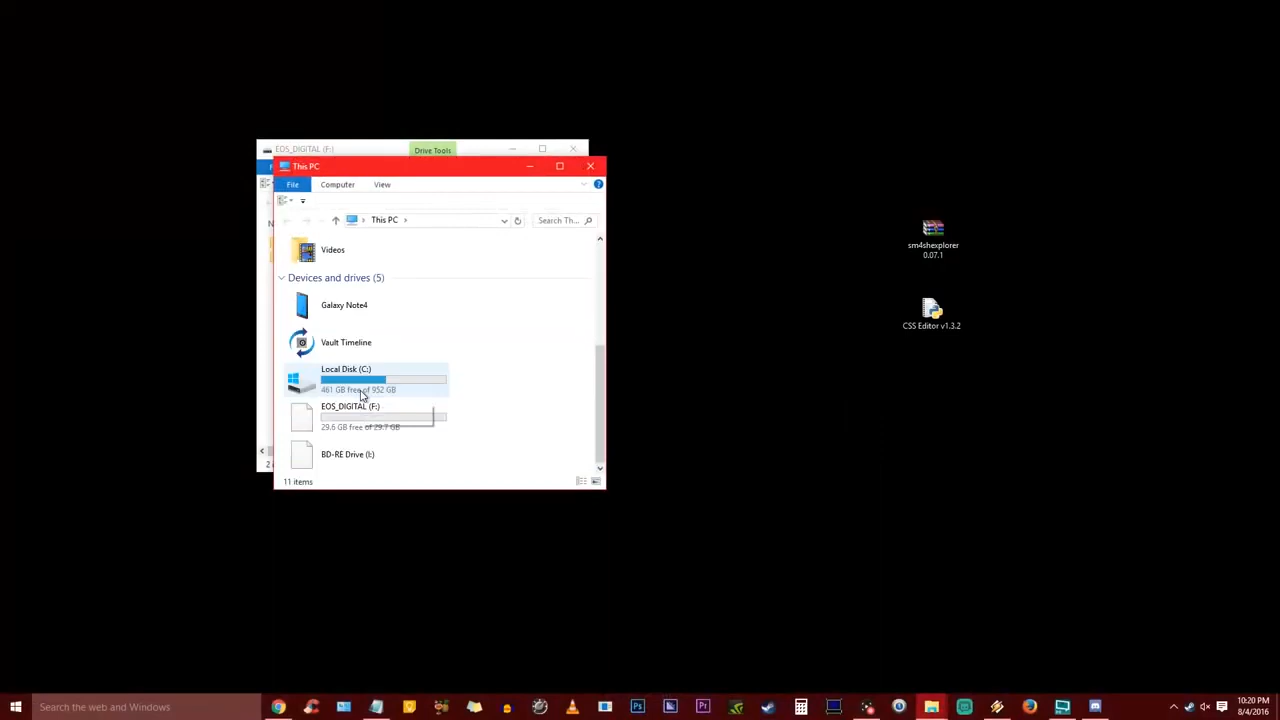 EOS_DIGITAL (F:)
Drive Tools
This PC
File
Computer
View
This PC
Search Th...
Videos
Devices and drives (5)
Galaxy Note4
Vault Timeline
Local Disk (C:)
461 GB free of 952 GB
EOS_DIGITAL (F:)
29.6 GB free of 29.7 GB
BD-RE Drive (I:)
11 items
sm4shexplorer
0.07.1
CSS Editor v1.3.2
Search the web and Windows
10:20 PM
8/4/2016